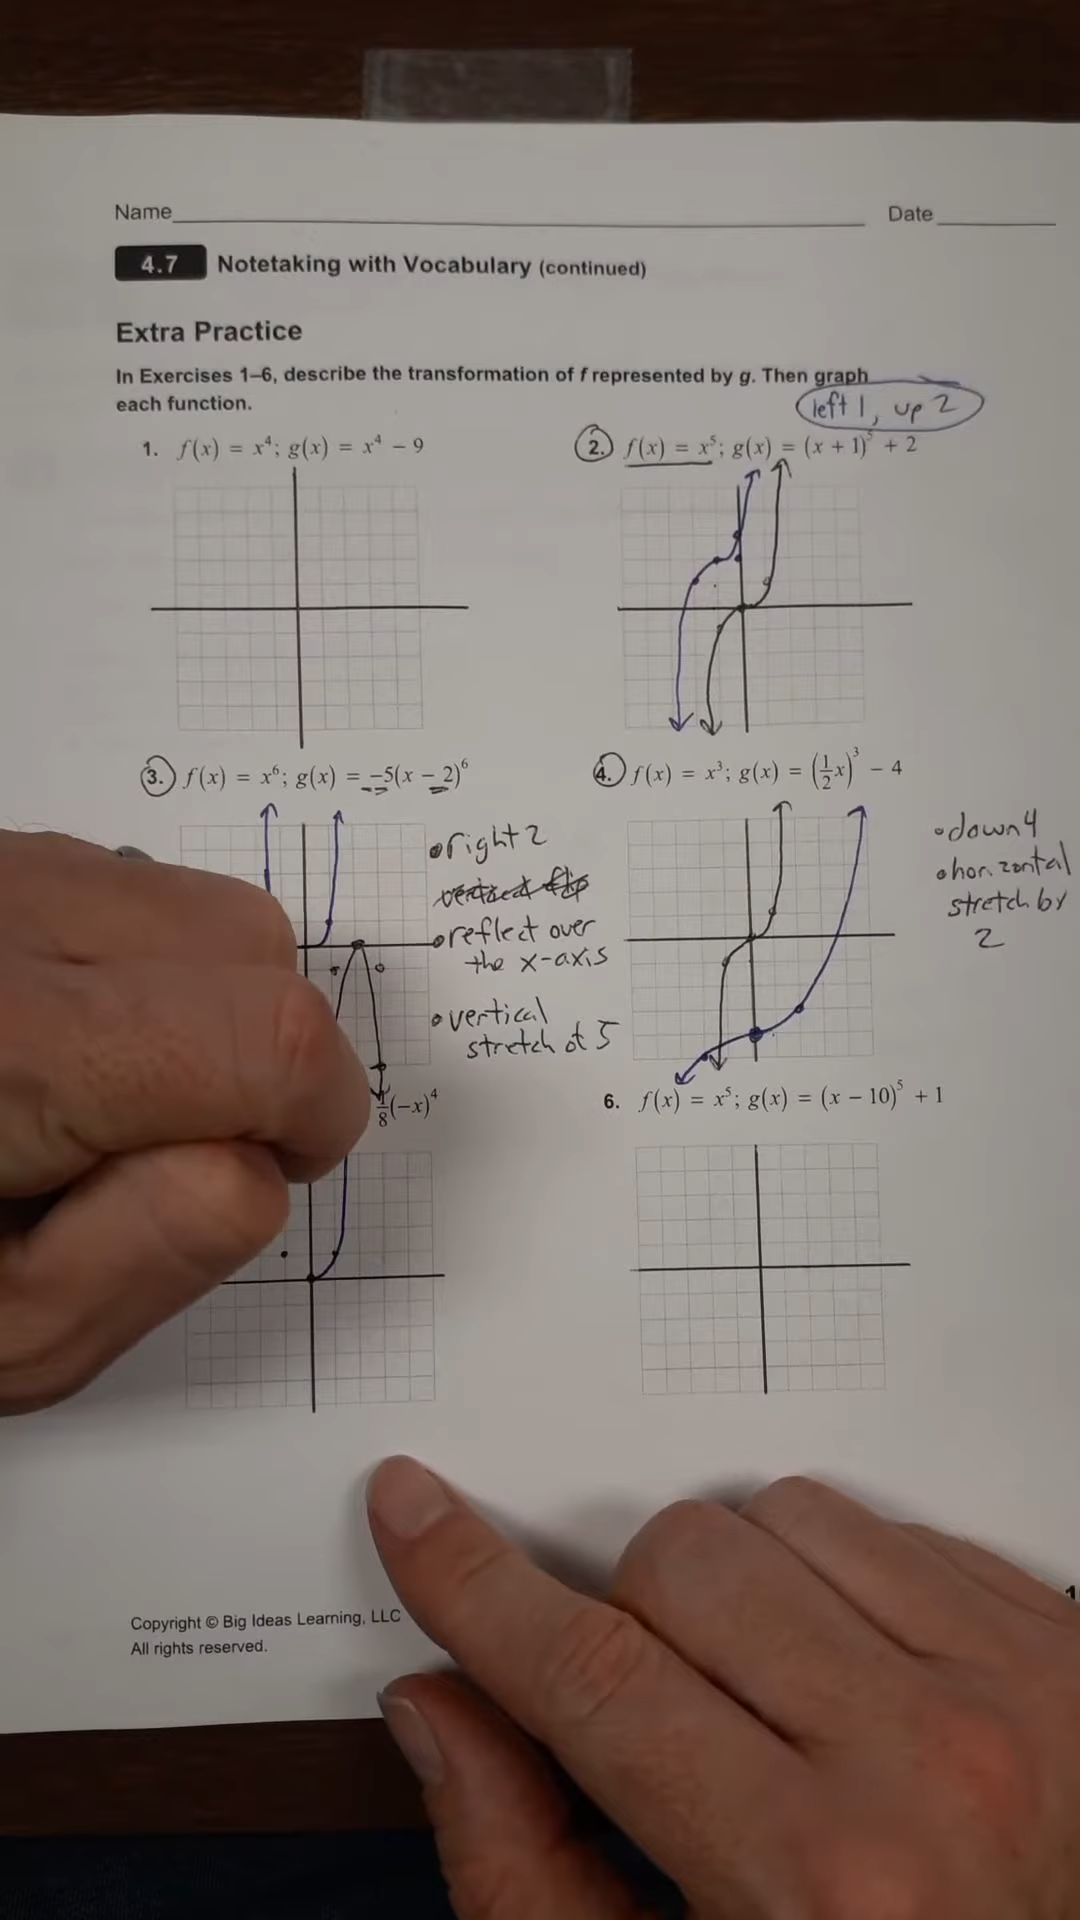 Name Date
4.7 Notetaking with Vocabulary (continued)
Extra Practice
In Exercises 1–6, describe the transformation of f represented by g. Then graph
each function.
left 1, up 2
1. f(x) = x⁴; g(x) = x⁴ − 9
2. f(x) = x⁵; g(x) = (x + 1)⁵ + 2
3. f(x) = x⁶; g(x) = −5(x − 2)⁶
• right 2
vertical flip
• reflect over
the x-axis
• vertical
stretch of 5
4. f(x) = x³; g(x) = (1/2 x)³ − 4
• down 4
• horizontal
stretch by
2
1/8(−x)⁴
6. f(x) = x⁵; g(x) = (x − 10)⁵ + 1
Copyright © Big Ideas Learning, LLC
All rights reserved.